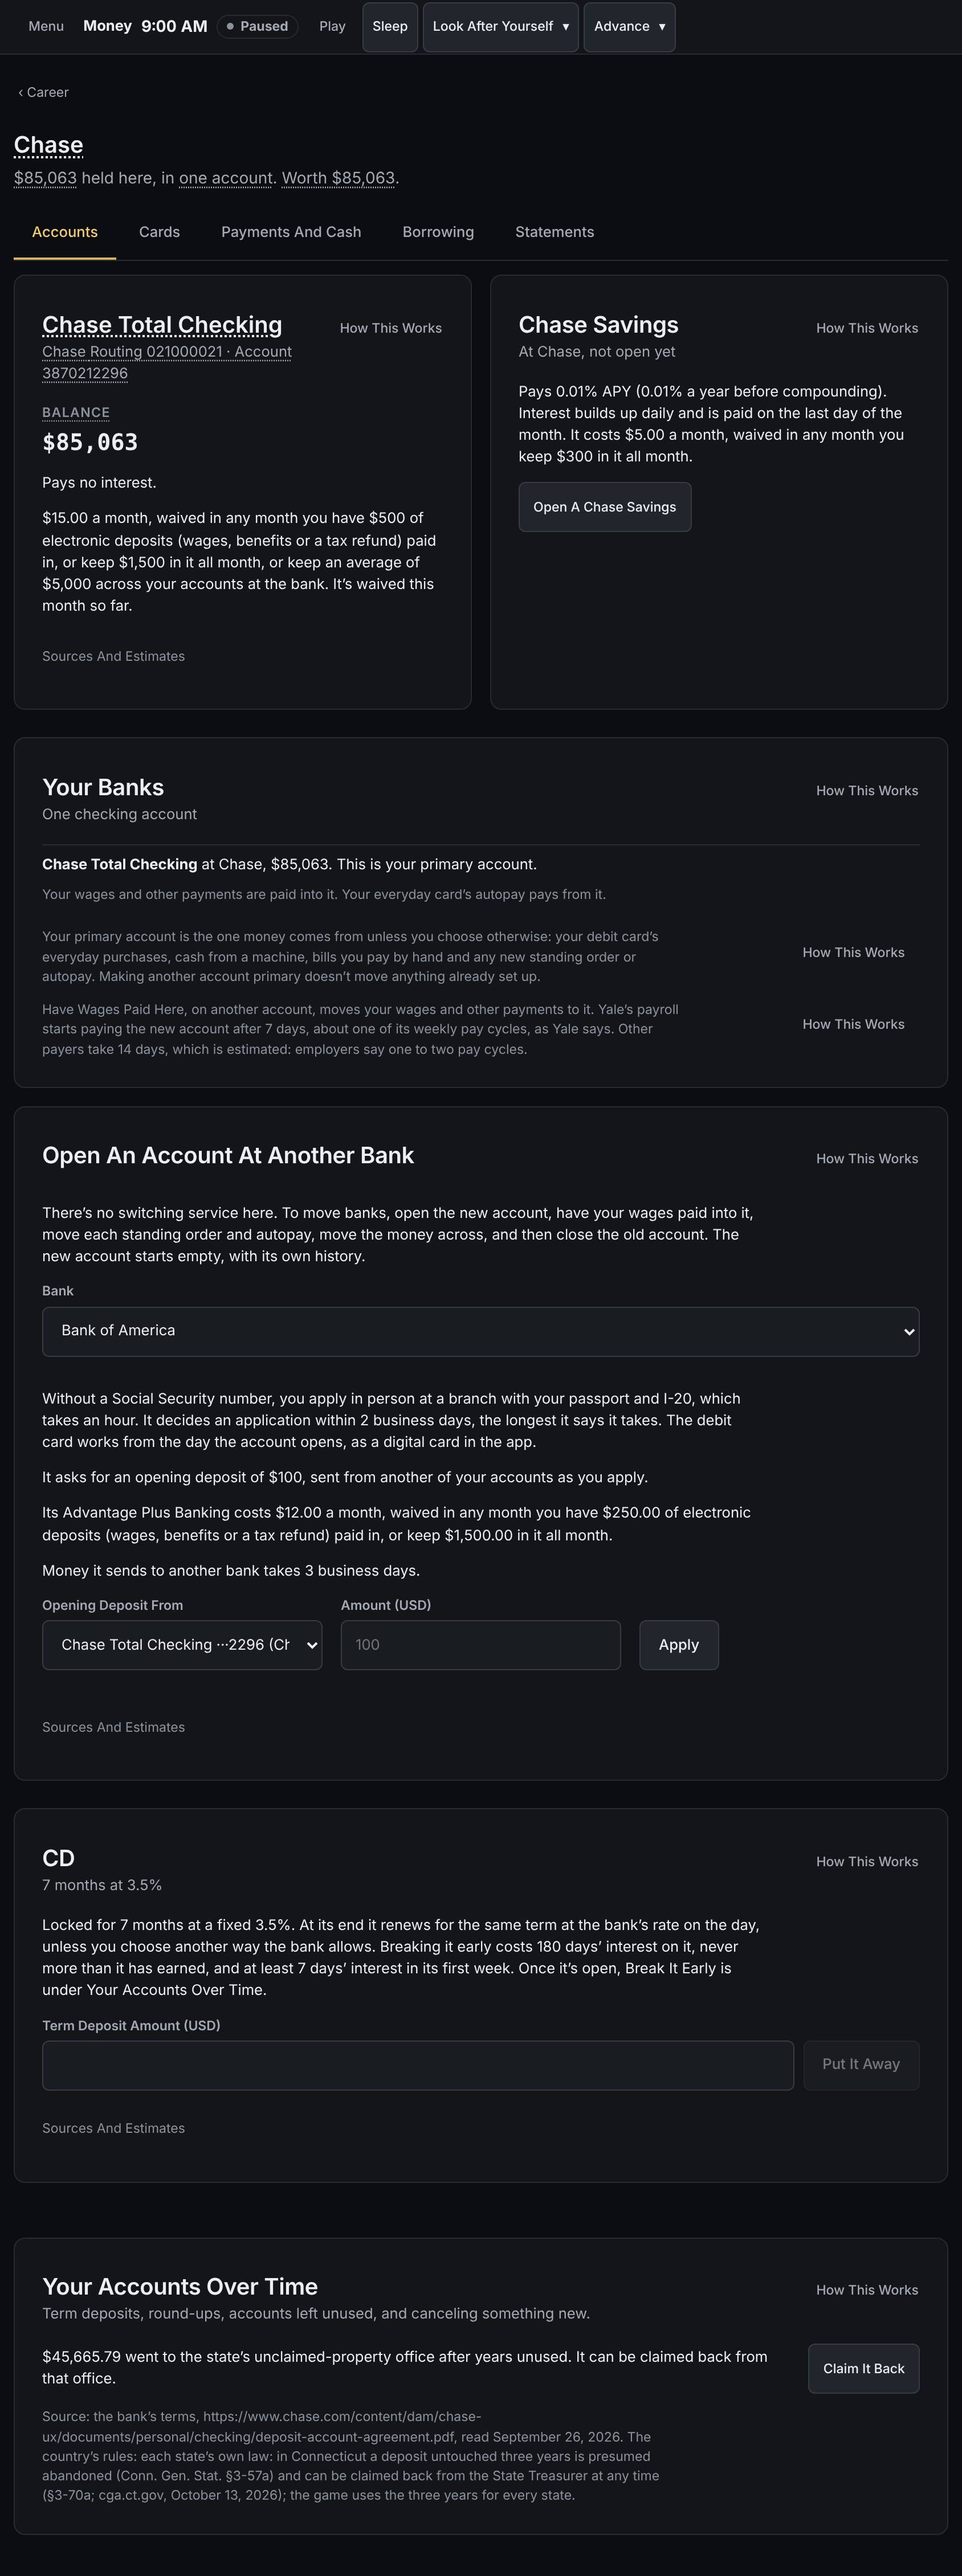 Menu Money 9:00 AM Paused Play Sleep Look After Yourself ▾ Advance ▾
‹ Career
Chase
$85,063 held here, in one account. Worth $85,063.
Accounts Cards Payments And Cash Borrowing Statements
Chase Total Checking How This Works
Chase Routing 021000021 · Account
3870212296
BALANCE
$85,063
Pays no interest.
$15.00 a month, waived in any month you have $500 of
electronic deposits (wages, benefits or a tax refund) paid
in, or keep $1,500 in it all month, or keep an average of
$5,000 across your accounts at the bank. It’s waived this
month so far.
Sources And Estimates
Chase Savings How This Works
At Chase, not open yet
Pays 0.01% APY (0.01% a year before compounding).
Interest builds up daily and is paid on the last day of the
month. It costs $5.00 a month, waived in any month you
keep $300 in it all month.
Open A Chase Savings
Your Banks How This Works
One checking account
Chase Total Checking at Chase, $85,063. This is your primary account.
Your wages and other payments are paid into it. Your everyday card’s autopay pays from it.
Your primary account is the one money comes from unless you choose otherwise: your debit card’s
everyday purchases, cash from a machine, bills you pay by hand and any new standing order or
autopay. Making another account primary doesn’t move anything already set up.
How This Works
Have Wages Paid Here, on another account, moves your wages and other payments to it. Yale’s payroll
starts paying the new account after 7 days, about one of its weekly pay cycles, as Yale says. Other
payers take 14 days, which is estimated: employers say one to two pay cycles.
How This Works
Open An Account At Another Bank How This Works
There’s no switching service here. To move banks, open the new account, have your wages paid into it,
move each standing order and autopay, move the money across, and then close the old account. The
new account starts empty, with its own history.
Bank
Bank of America
Without a Social Security number, you apply in person at a branch with your passport and I-20, which
takes an hour. It decides an application within 2 business days, the longest it says it takes. The debit
card works from the day the account opens, as a digital card in the app.
It asks for an opening deposit of $100, sent from another of your accounts as you apply.
Its Advantage Plus Banking costs $12.00 a month, waived in any month you have $250.00 of electronic
deposits (wages, benefits or a tax refund) paid in, or keep $1,500.00 in it all month.
Money it sends to another bank takes 3 business days.
Opening Deposit From Amount (USD)
Chase Total Checking ···2296 (Ch 100 Apply
Sources And Estimates
CD How This Works
7 months at 3.5%
Locked for 7 months at a fixed 3.5%. At its end it renews for the same term at the bank’s rate on the day,
unless you choose another way the bank allows. Breaking it early costs 180 days’ interest on it, never
more than it has earned, and at least 7 days’ interest in its first week. Once it’s open, Break It Early is
under Your Accounts Over Time.
Term Deposit Amount (USD)
Put It Away
Sources And Estimates
Your Accounts Over Time How This Works
Term deposits, round-ups, accounts left unused, and canceling something new.
$45,665.79 went to the state’s unclaimed-property office after years unused. It can be claimed back from
that office.
Claim It Back
Source: the bank’s terms, https://www.chase.com/content/dam/chase-
ux/documents/personal/checking/deposit-account-agreement.pdf, read September 26, 2026. The
country’s rules: each state’s own law: in Connecticut a deposit untouched three years is presumed
abandoned (Conn. Gen. Stat. §3-57a) and can be claimed back from the State Treasurer at any time
(§3-70a; cga.ct.gov, October 13, 2026); the game uses the three years for every state.